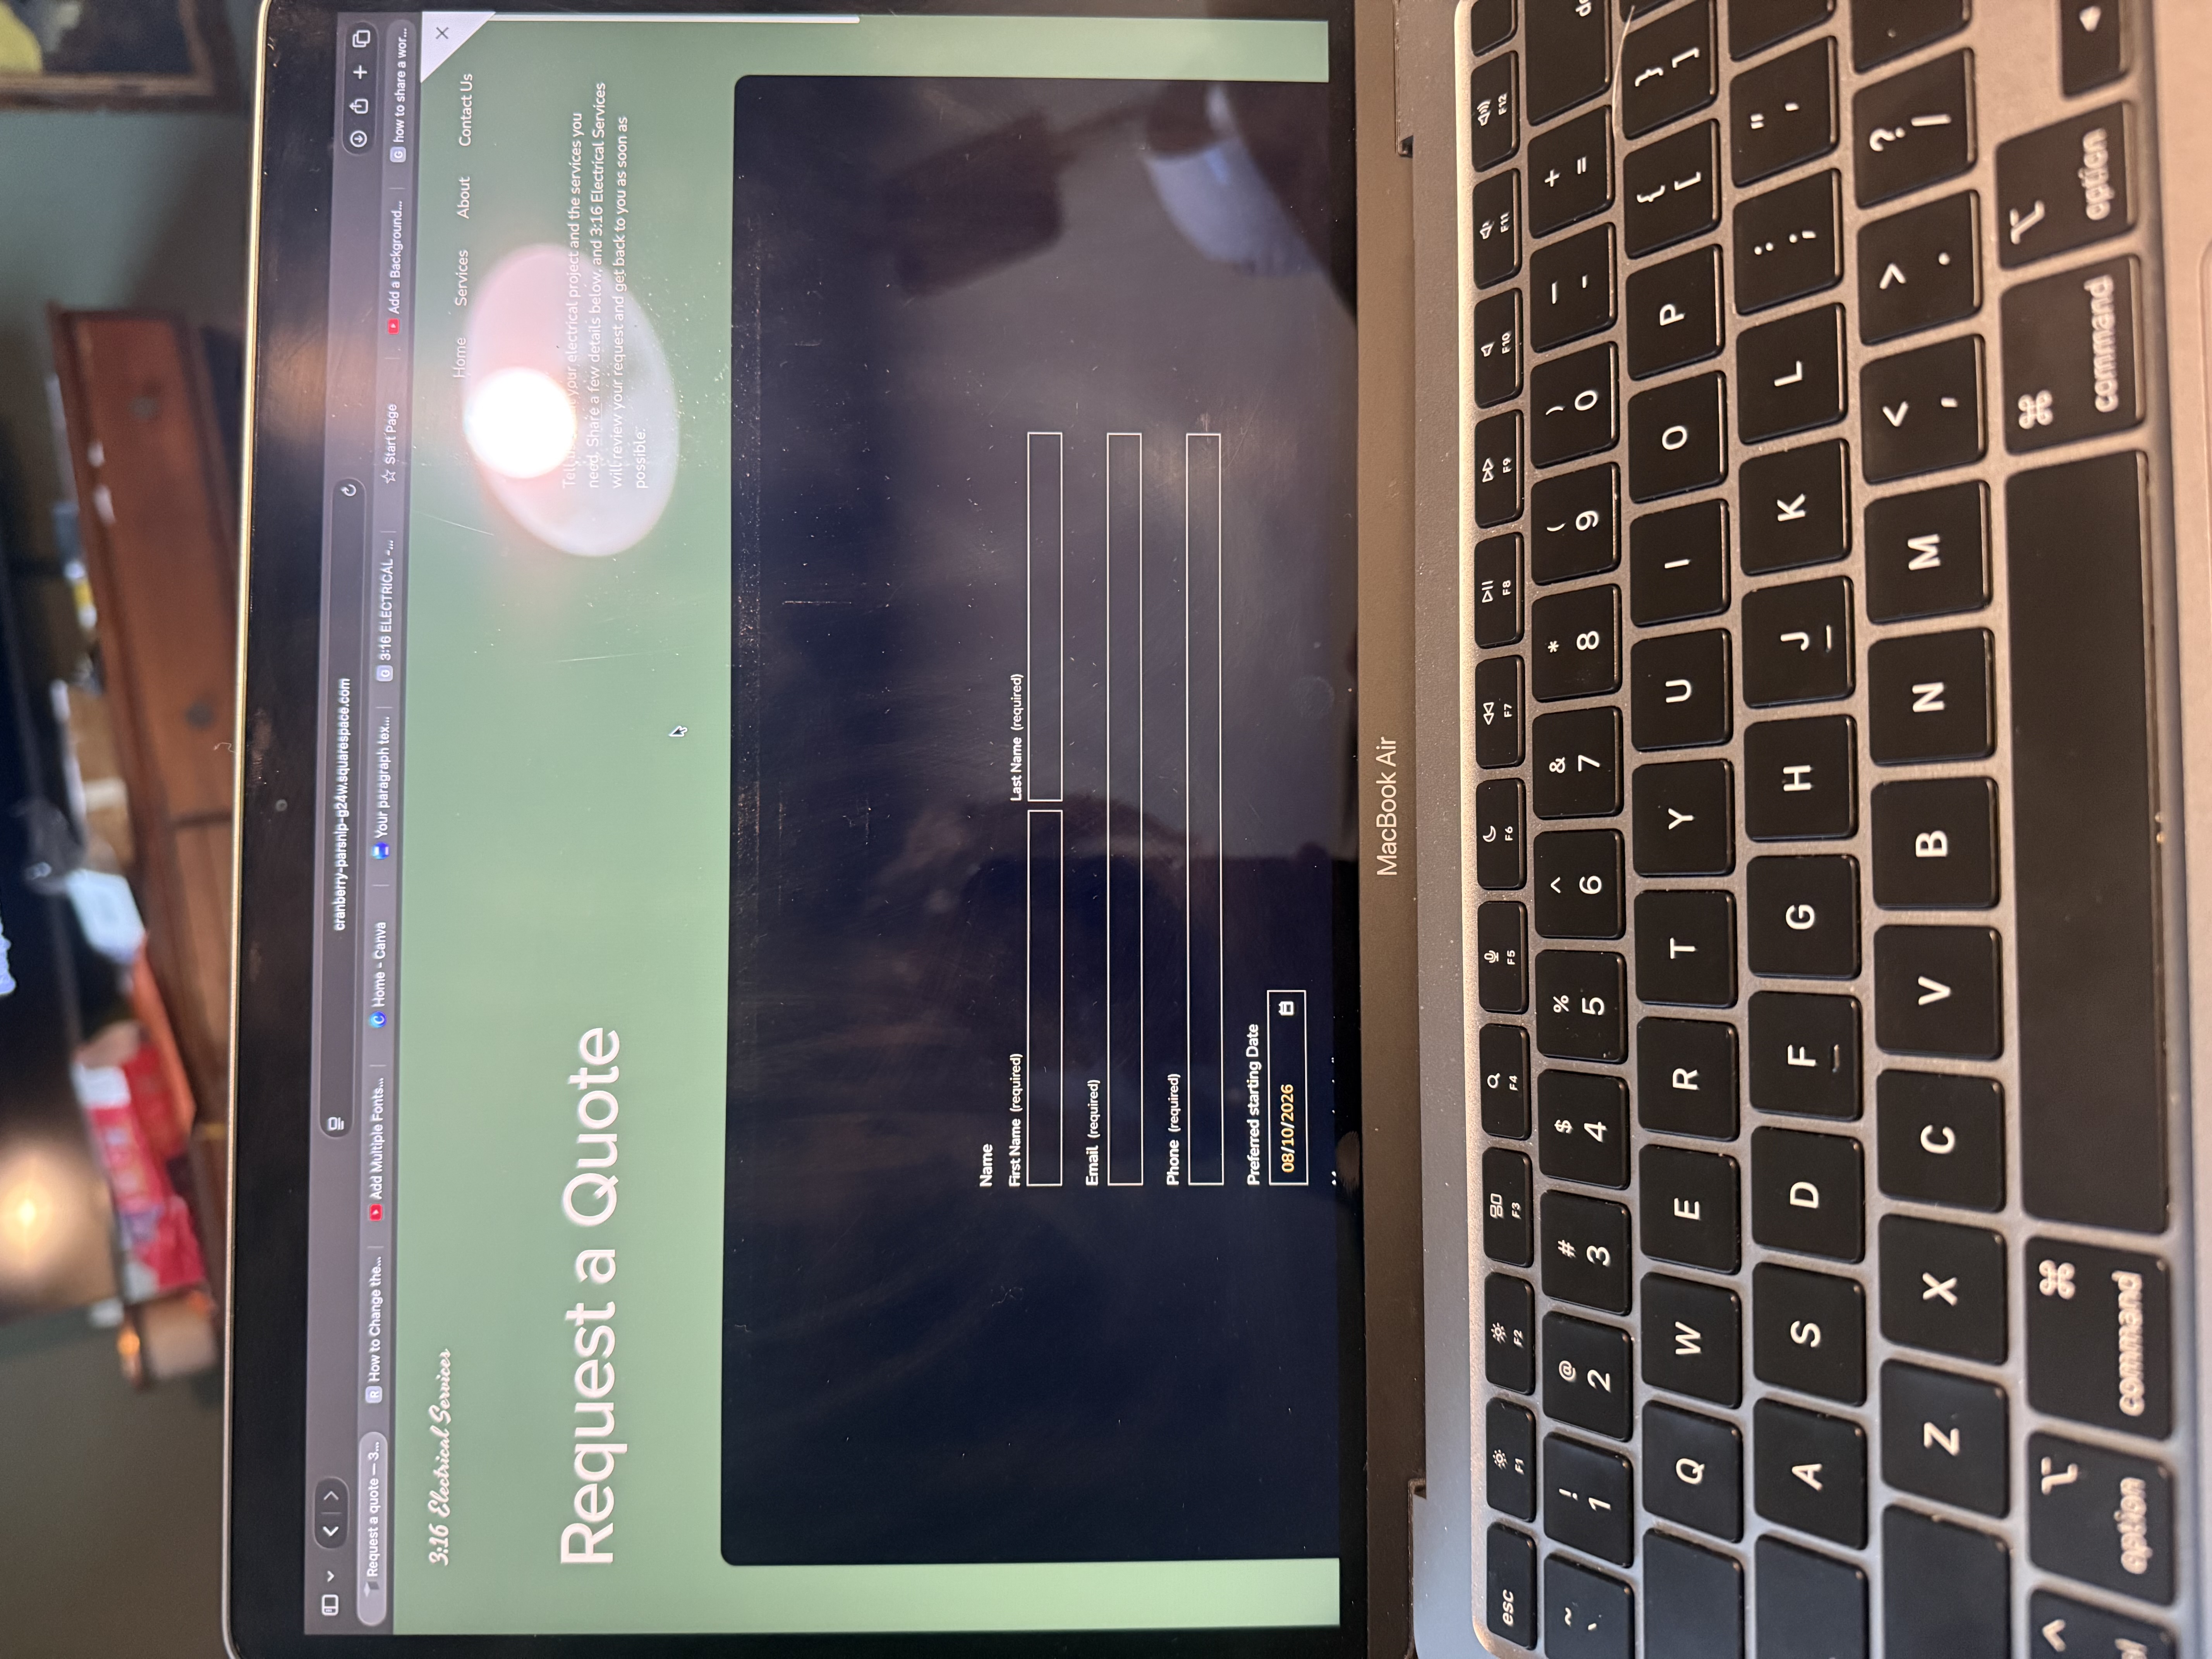 cranberry-parsnip-g24w.squarespace.com
Request a quote — 3...
How to Change the...
Add Multiple Fonts...
Home - Canva
Your paragraph tex...
3:16 ELECTRICAL -...
Start Page
Add a Background...
how to share a wor...
3:16 Electrical Services
Home Services About Contact Us
Request a Quote
Tell your electrical project and the services you
need. Share a few details below, and 3:16 Electrical Services
will review your request and get back to you as soon as
possible.
Name
First Name (required) Last Name (required)
Email (required)
Phone (required)
Preferred starting Date
08/10/2026
MacBook Air
esc F1 F2 F3 F4 F5 F6 F7 F8 F9 F10 F11 F12
~ ! @ # $ % ^ & * ( ) — +
` 1 2 3 4 5 6 7 8 9 0 - =
Q W E R T Y U I O P { [ } ]
A S D F G H J K L : ; " '
Z X C V B N M < , > . ? /
option command command option